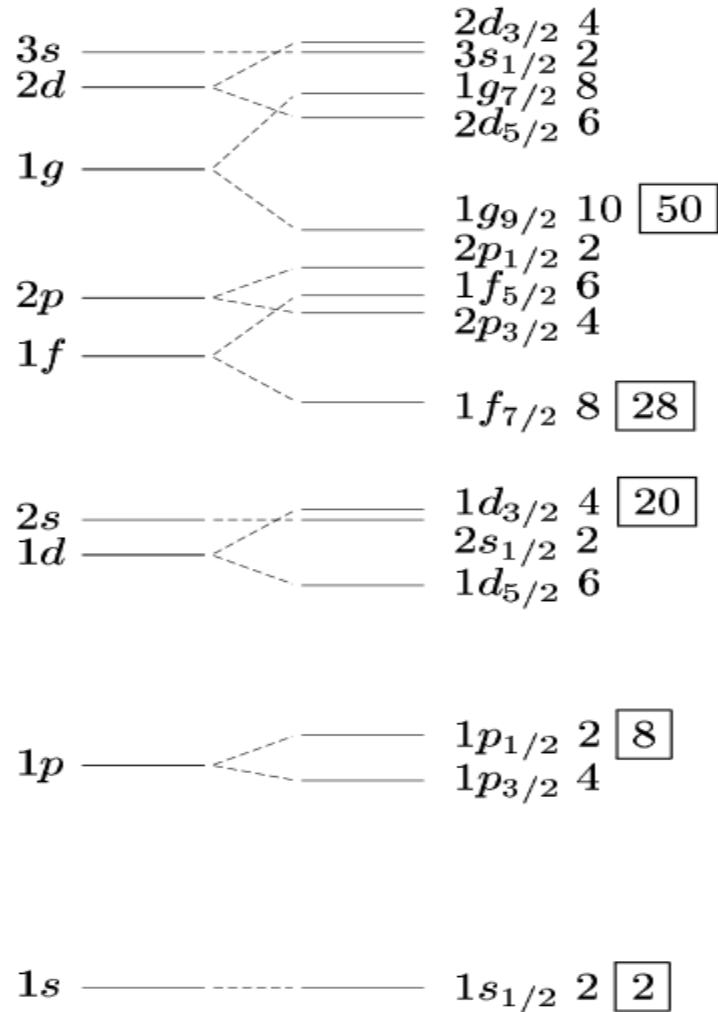 3s
2d
1g
2p
1f
2s
1d
1p
1s
2d3/2 4
3s1/2 2
1g7/2 8
2d5/2 6
1g9/2 10 50
2p1/2 2
1f5/2 6
2p3/2 4
1f7/2 8 28
1d3/2 4 20
2s1/2 2
1d5/2 6
1p1/2 2 8
1p3/2 4
1s1/2 2 2